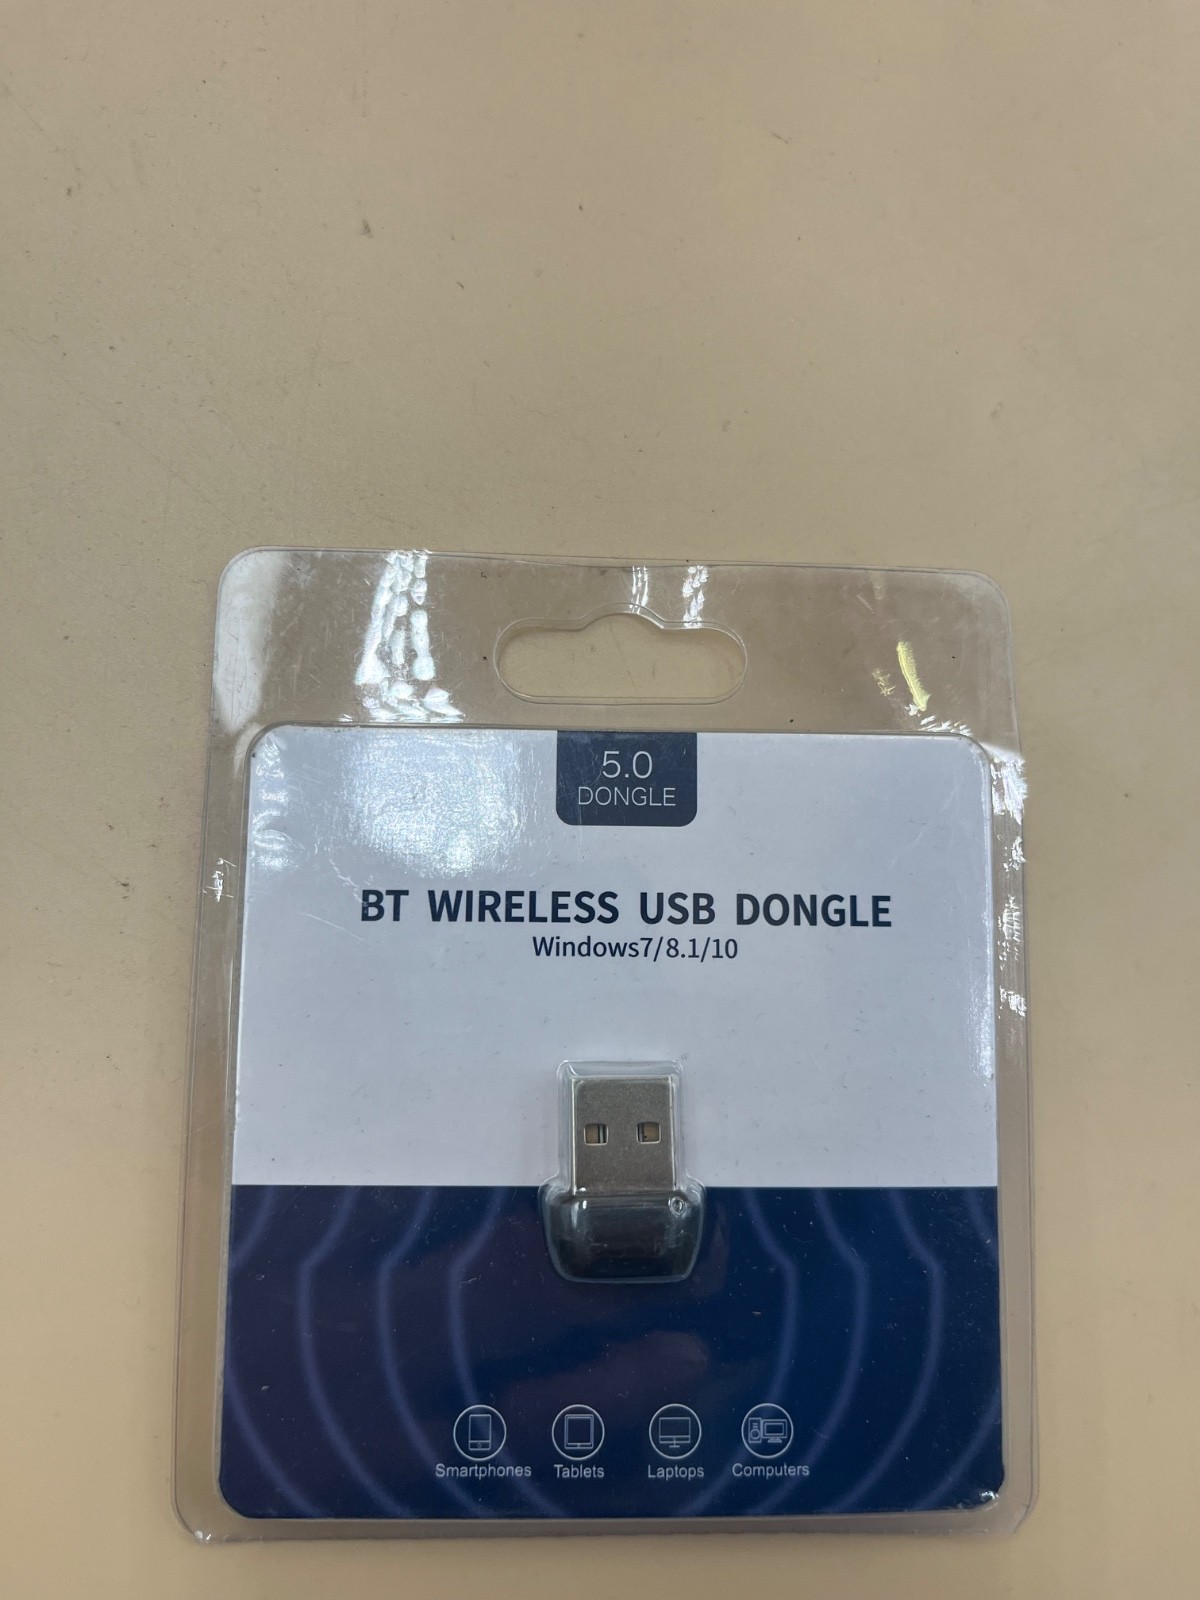 5.0
DONGLE
BT WIRELESS USB DONGLE
Windows7/8.1/10
Smartphones Tablets Laptops Computers